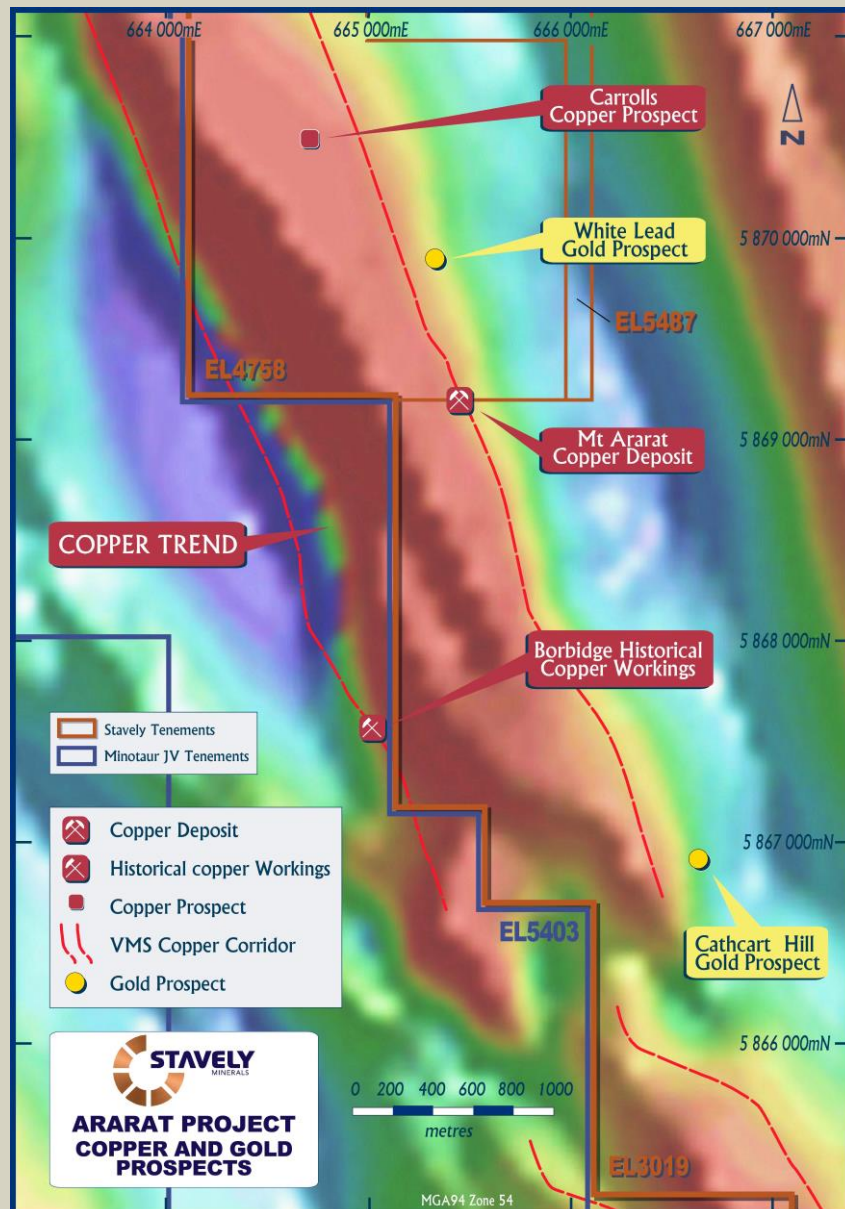 664 000mE
665 000mE
666 000mE
667 000mE
Carrolls
Copper Prospect
N
White Lead
Gold Prospect
5 870 000mN
EL5487
EL4758
Mt Ararat
Copper Deposit
5 869 000mN
COPPER TREND
Borbidge Historical
Copper Workings
5 868 000mN
Stavely Tenements
Minotaur JV Tenements
Copper Deposit
Historical copper Workings
Copper Prospect
VMS Copper Corridor
Gold Prospect
5 867 000mN
EL5403
Cathcart Hill
Gold Prospect
5 866 000mN
STAVELY
MINERALS
ARARAT PROJECT
COPPER AND GOLD
PROSPECTS
0 200 400 600 800 1000
metres
EL3019
MGA94 Zone 54